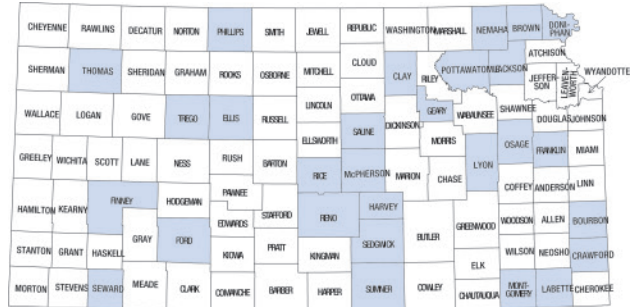 CHEYENNE RAWLINS DECATUR NORTON PHILLIPS SMITH JEWELL REPUBLIC WASHINGTON MARSHALL NEMAHA BROWN DONI-
PHAN
ATCHISON
SHERMAN THOMAS SHERIDAN GRAHAM ROOKS OSBORNE MITCHELL CLOUD CLAY RILEY POTTAWATOMIE JACKSON JEFFER-
SON LEAVEN-
WORTH WYANDOTTE
WALLACE LOGAN GOVE TREGO ELLIS RUSSELL LINCOLN OTTAWA GEARY WABAUNSEE SHAWNEE DOUGLAS JOHNSON
ELLSWORTH SALINE DICKINSON MORRIS OSAGE FRANKLIN MIAMI
GREELEY WICHITA SCOTT LANE NESS RUSH BARTON RICE McPHERSON MARION CHASE LYON COFFEY ANDERSON LINN
HAMILTON KEARNY FINNEY HODGEMAN PAWNEE STAFFORD RENO HARVEY
EDWARDS BUTLER GREENWOOD WOODSON ALLEN BOURBON
STANTON GRANT HASKELL GRAY FORD KIOWA PRATT KINGMAN SEDGWICK WILSON NEOSHO CRAWFORD
ELK
MORTON STEVENS SEWARD MEADE CLARK COMANCHE BARBER HARPER SUMNER COWLEY CHAUTAUQUA MONT-
GOMERY LABETTE CHEROKEE